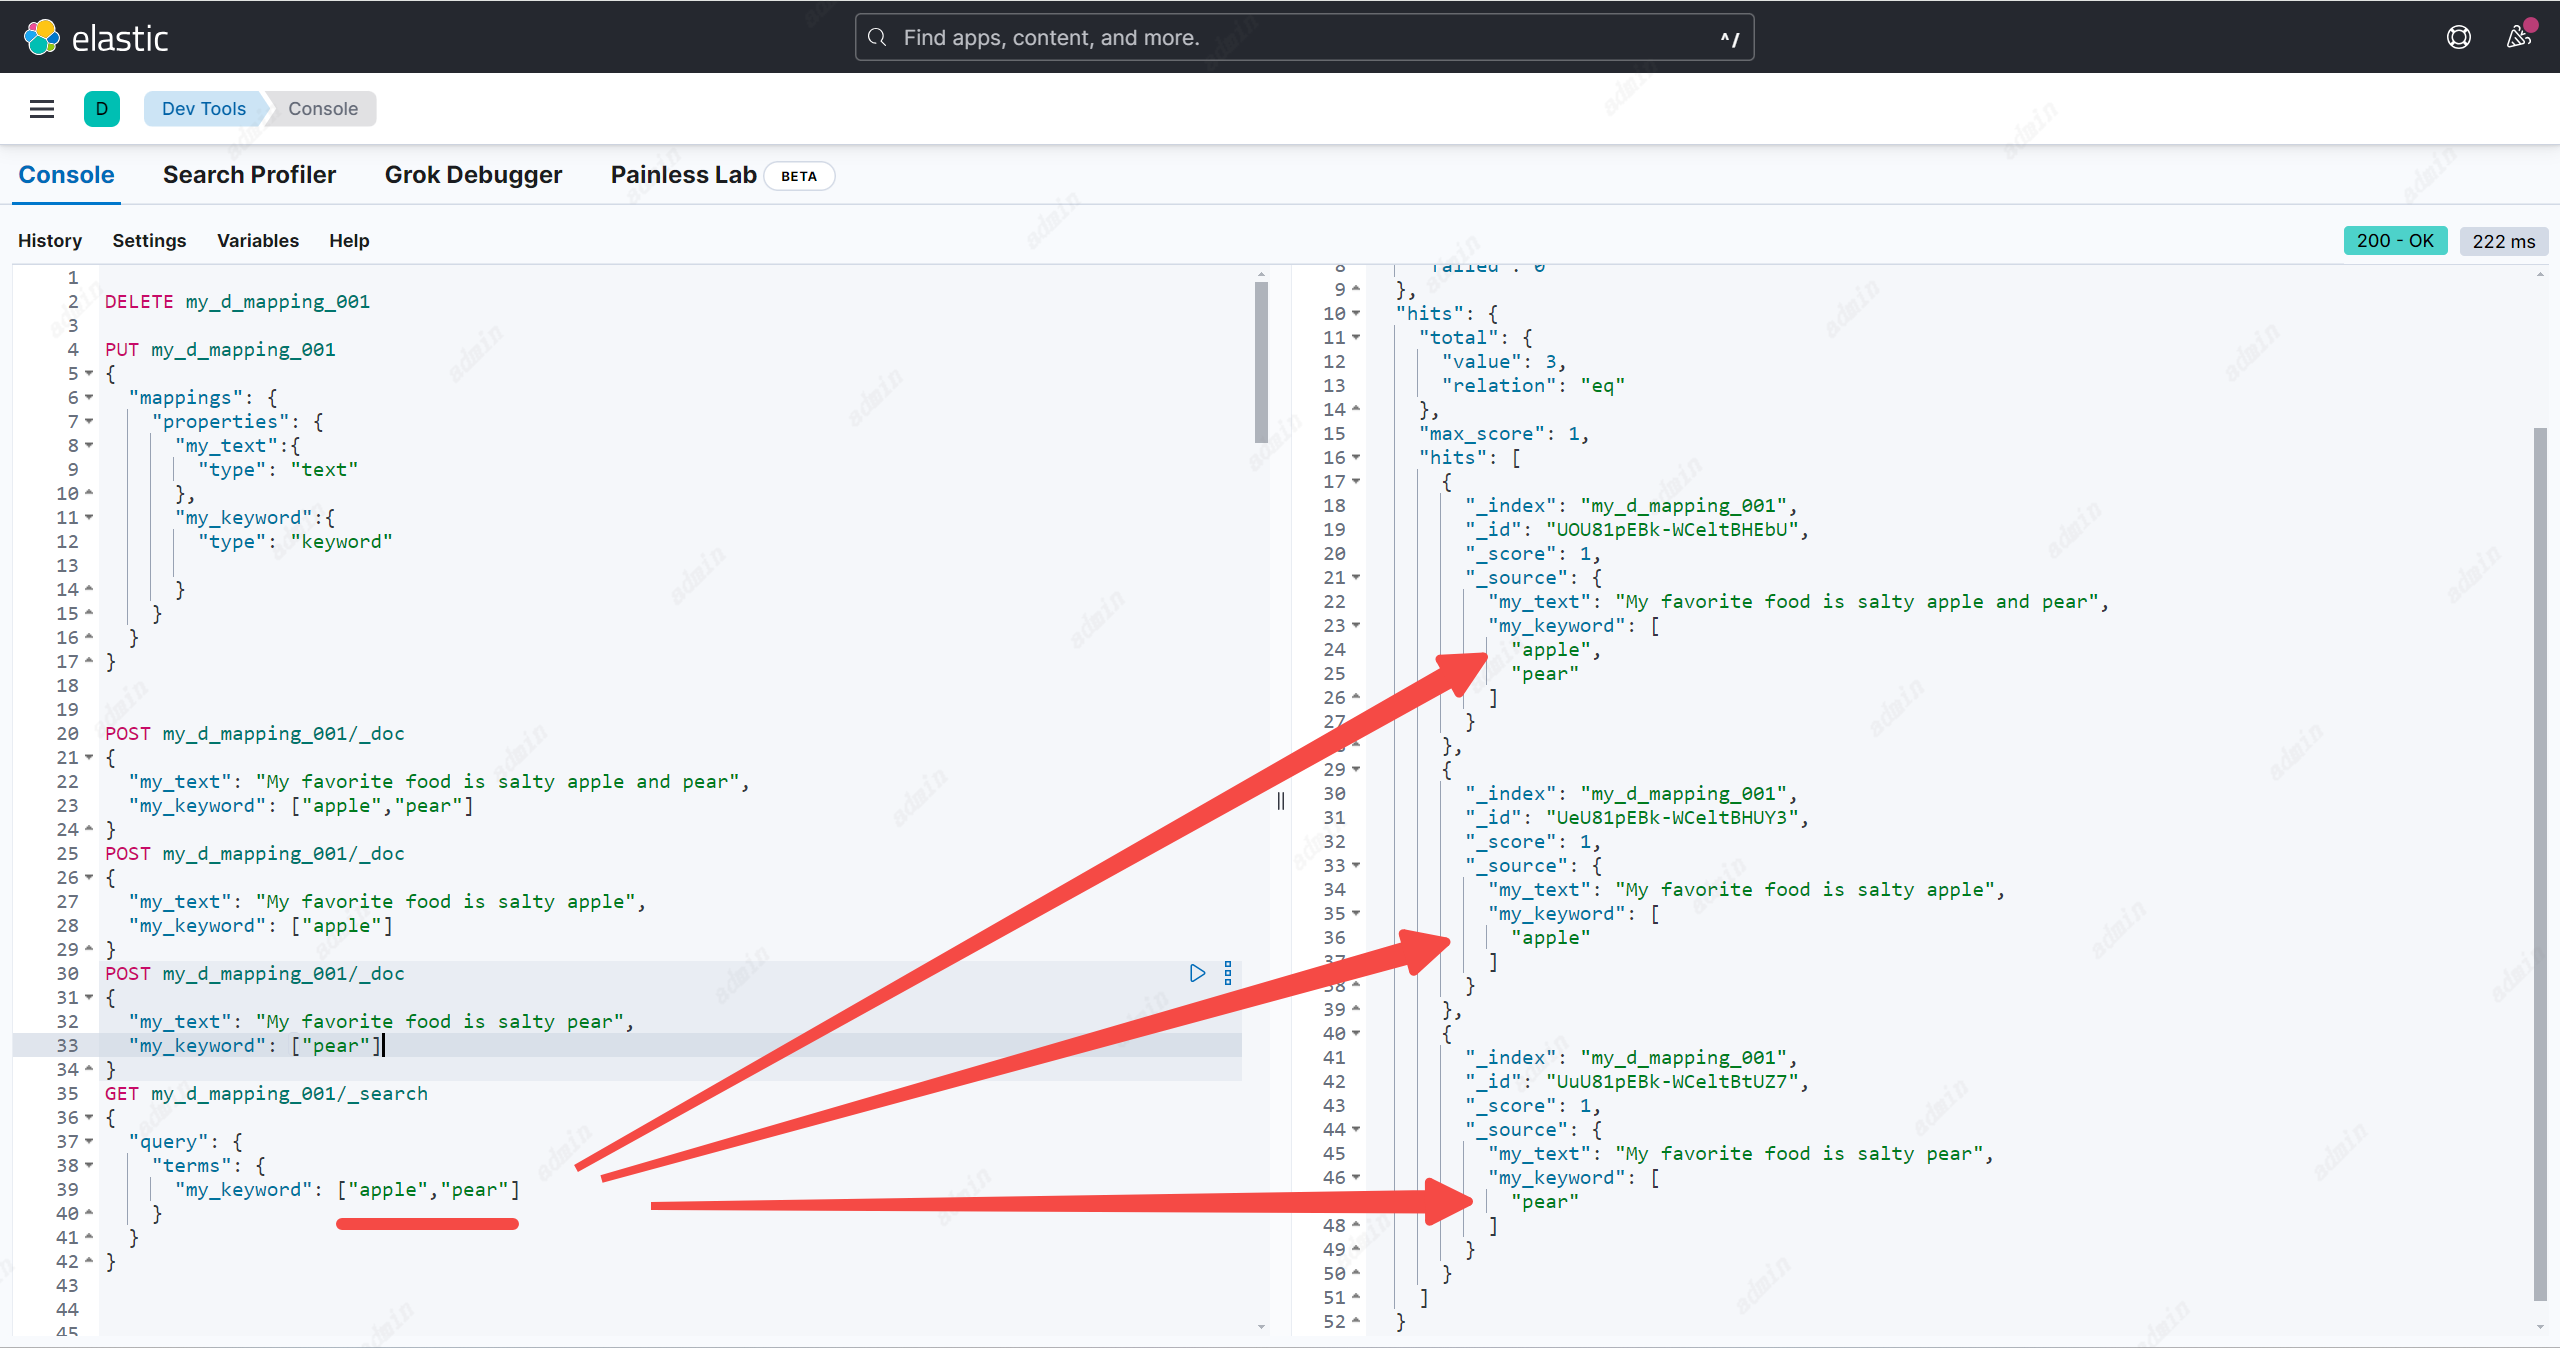 elastic
Find apps, content, and more.
^/
D
Dev Tools
Console
Console
Search Profiler
Grok Debugger
Painless Lab
BETA
History
Settings
Variables
Help
200 - OK
222 ms
1
2 DELETE my_d_mapping_001
3
4 PUT my_d_mapping_001
5 {
6 "mappings": {
7 "properties": {
8 "my_text":{
9 "type": "text"
10 },
11 "my_keyword":{
12 "type": "keyword"
13
14 }
15 }
16 }
17 }
18
19
20 POST my_d_mapping_001/_doc
21 {
22 "my_text": "My favorite food is salty apple and pear",
23 "my_keyword": ["apple","pear"]
24 }
25 POST my_d_mapping_001/_doc
26 {
27 "my_text": "My favorite food is salty apple",
28 "my_keyword": ["apple"]
29 }
30 POST my_d_mapping_001/_doc
31 {
32 "my_text": "My favorite food is salty pear",
33 "my_keyword": ["pear"]
34 }
35 GET my_d_mapping_001/_search
36 {
37 "query": {
38 "terms": {
39 "my_keyword": ["apple","pear"]
40 }
41 }
42 }
43
44
45
8 "failed": 0
9 },
10 "hits": {
11 "total": {
12 "value": 3,
13 "relation": "eq"
14 },
15 "max_score": 1,
16 "hits": [
17 {
18 "_index": "my_d_mapping_001",
19 "_id": "UOU81pEBk-WCeltBHEbU",
20 "_score": 1,
21 "_source": {
22 "my_text": "My favorite food is salty apple and pear",
23 "my_keyword": [
24 "apple",
25 "pear"
26 ]
27 }
},
29 {
30 "_index": "my_d_mapping_001",
31 "_id": "UeU81pEBk-WCeltBHUY3",
32 "_score": 1,
33 "_source": {
34 "my_text": "My favorite food is salty apple",
35 "my_keyword": [
36 "apple"
37 ]
38 }
39 },
40 {
41 "_index": "my_d_mapping_001",
42 "_id": "UuU81pEBk-WCeltBtUZ7",
43 "_score": 1,
44 "_source": {
45 "my_text": "My favorite food is salty pear",
46 "my_keyword": [
"pear"
48 ]
49 }
50 }
51 ]
52 }
admin